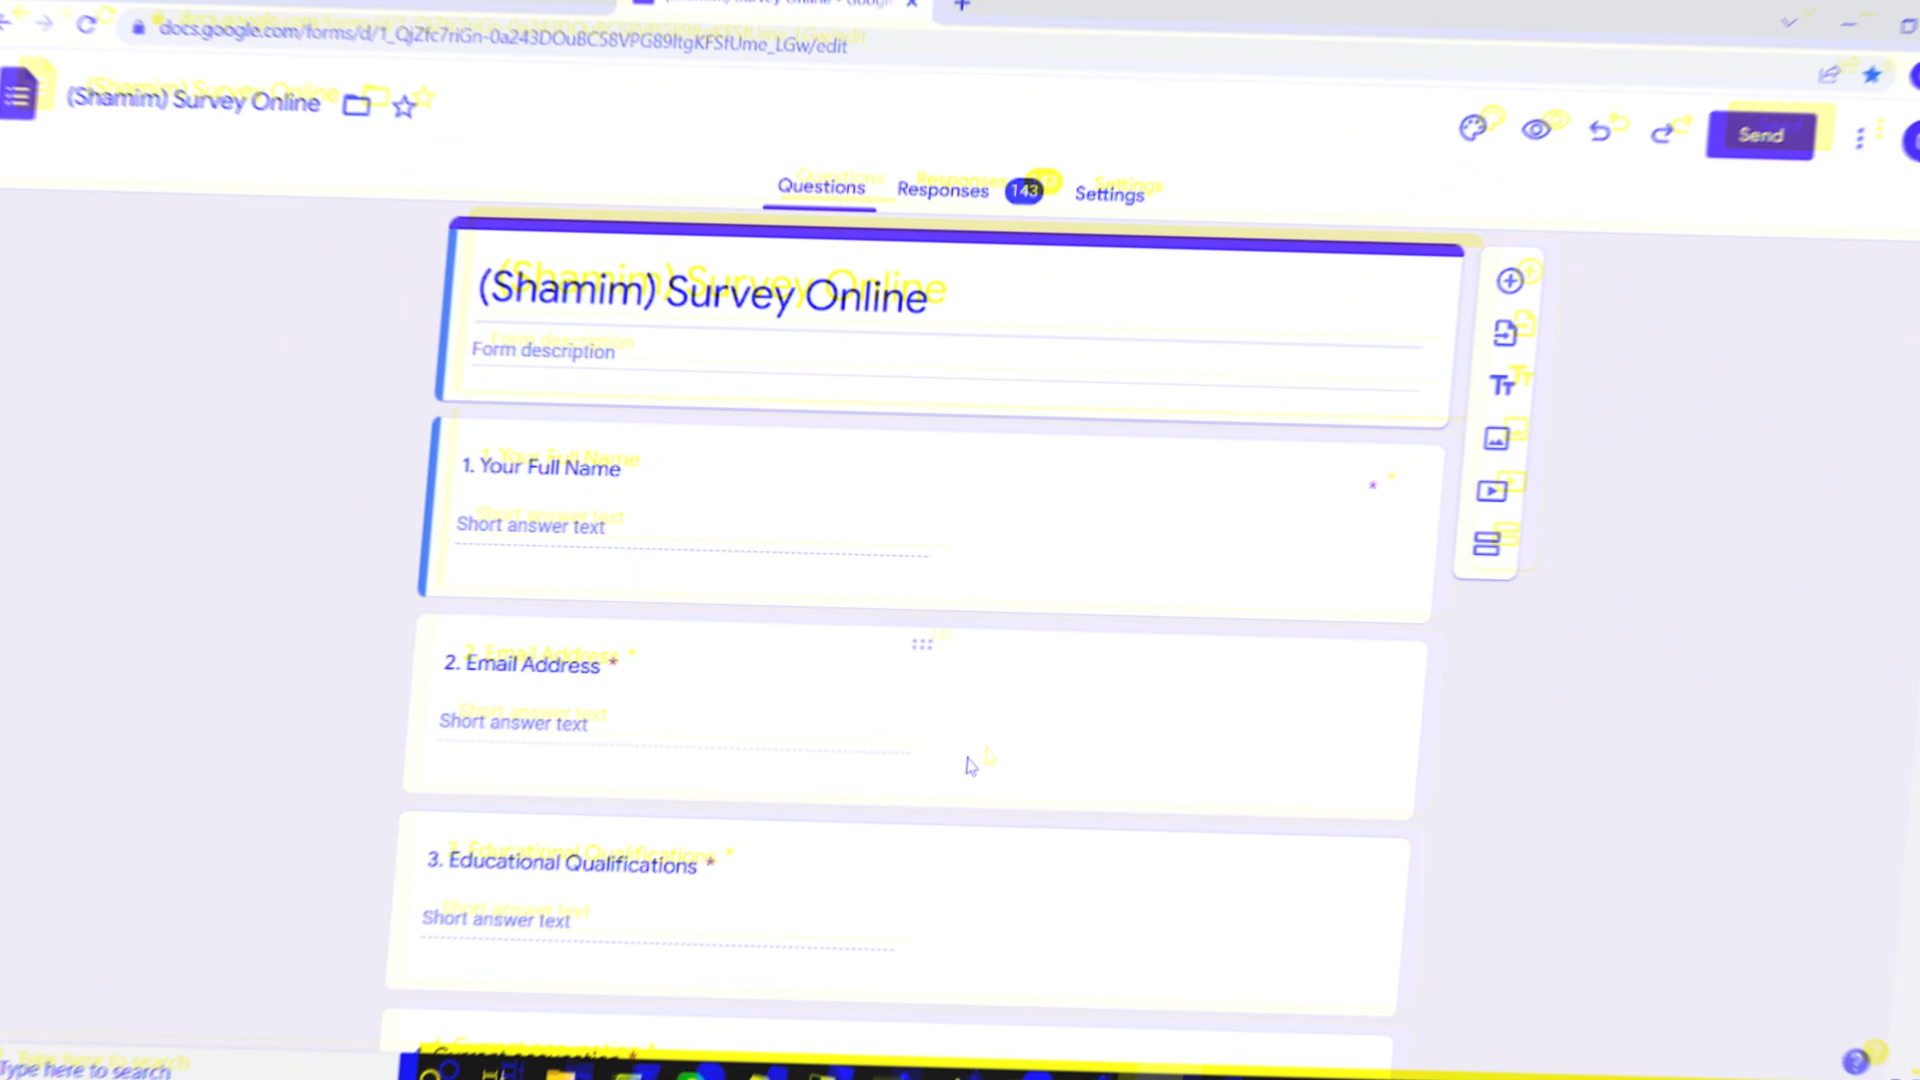 docs.google.com/forms/d/1_QjZfc7riGn-0a243DOuBC58VPG89ltgKFSfUme_LGw/edit
(Shamim) Survey Online
Send
Questions Responses 143 Settings
(Shamim) Survey Online
Form description
1. Your Full Name
*
Short answer text
2. Email Address *
Short answer text
3. Educational Qualifications *
Short answer text
Type here to search